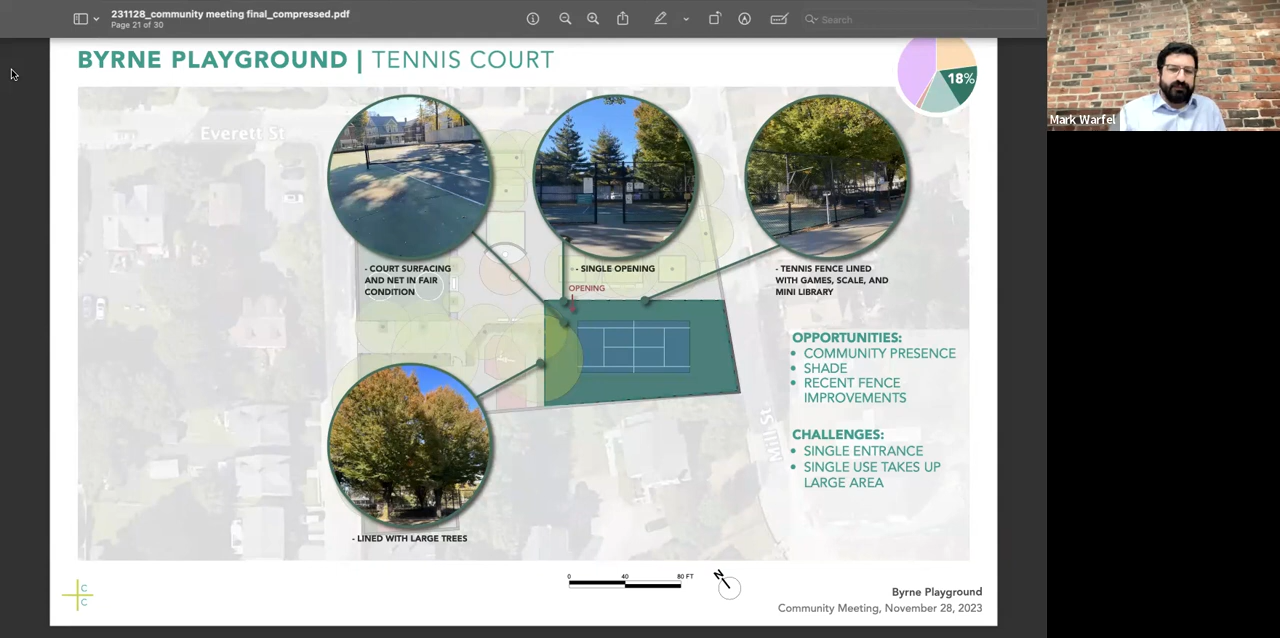 231128_community meeting final_compressed.pdf
Page 21 of 30
Search
BYRNE PLAYGROUND | TENNIS COURT
18%
Mark Warfel
Everett St
- COURT SURFACING
AND NET IN FAIR
CONDITION
- SINGLE OPENING
OPENING
- TENNIS FENCE LINED
WITH GAMES, SCALE, AND
MINI LIBRARY
OPPORTUNITIES:
• COMMUNITY PRESENCE
• SHADE
• RECENT FENCE
IMPROVEMENTS
Mill St
CHALLENGES:
• SINGLE ENTRANCE
• SINGLE USE TAKES UP
LARGE AREA
- LINED WITH LARGE TREES
0 40 80 FT
N
C
C
Byrne Playground
Community Meeting, November 28, 2023